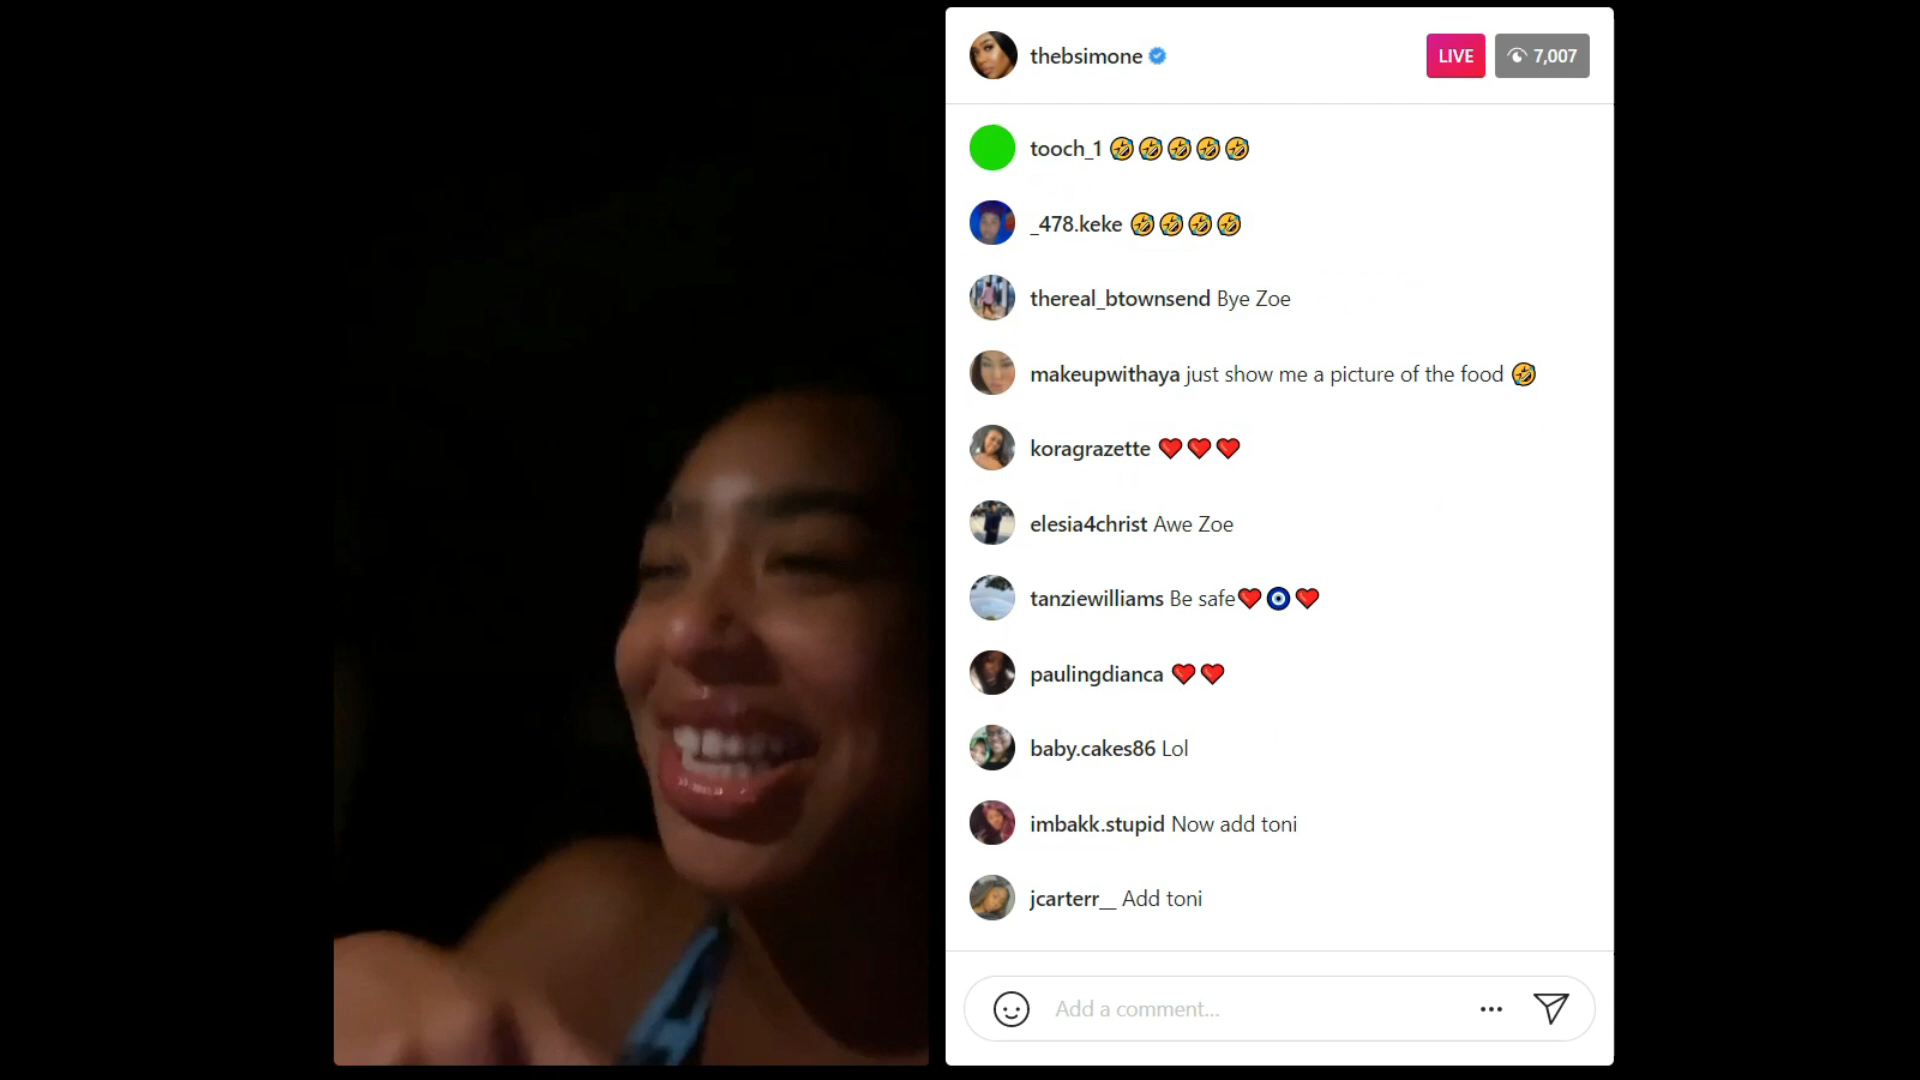 thebsimone
LIVE 7,007
tooch_1 🤣🤣🤣🤣🤣
_478.keke 🤣🤣🤣🤣
thereal_btownsend Bye Zoe
makeupwithaya just show me a picture of the food 🤣
koragrazette ❤️❤️❤️
elesia4christ Awe Zoe
tanziewilliams Be safe❤️🧿❤️
paulingdianca ❤️❤️
baby.cakes86 Lol
imbakk.stupid Now add toni
jcarterr__ Add toni
Add a comment...